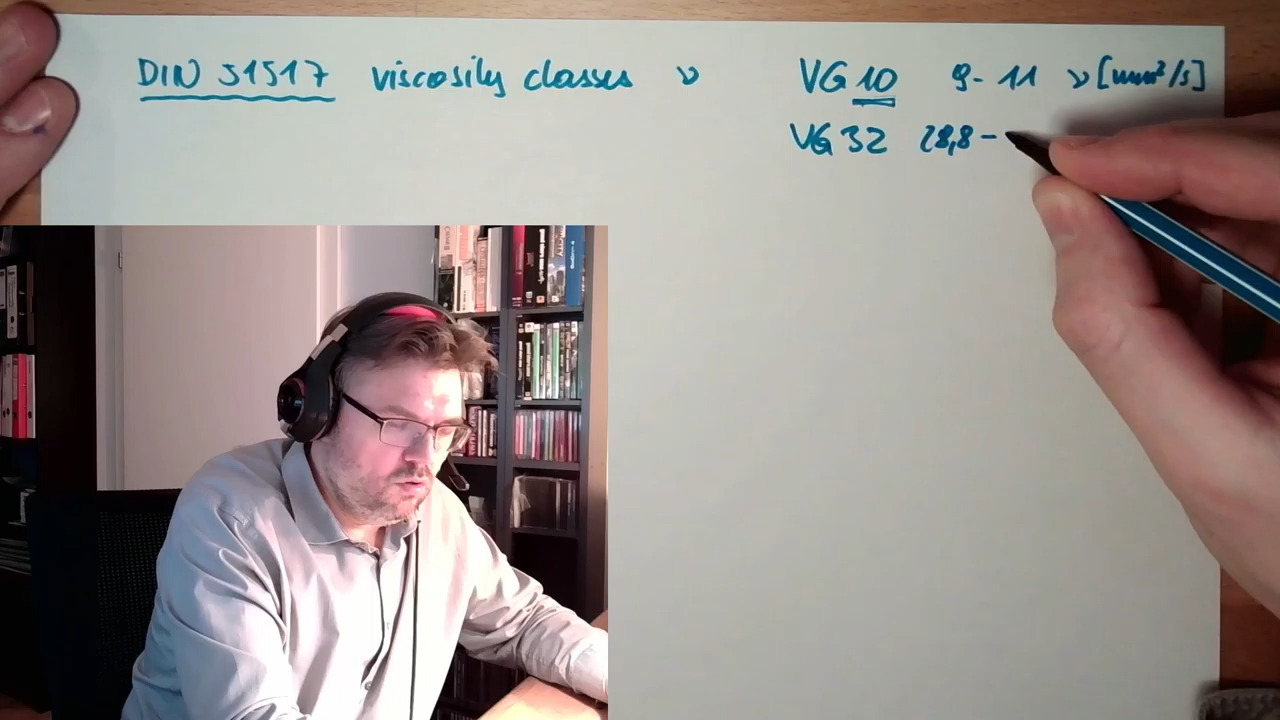 DIN 51517 viscosity classes ν VG 10 9-11 ν [mm²/s]
VG 32 28,8 -